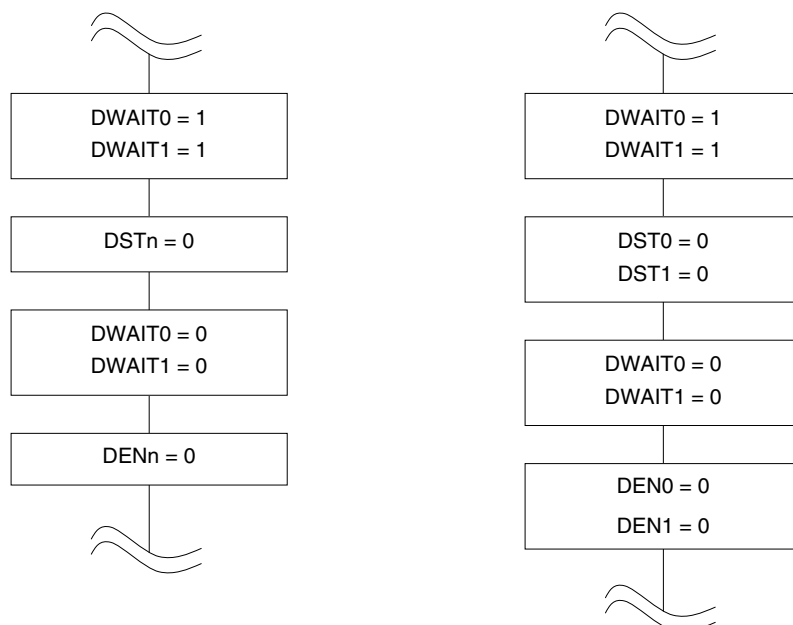 DWAIT0 = 1
DWAIT1 = 1
DSTn = 0
DWAIT0 = 0
DWAIT1 = 0
DENn = 0
DWAIT0 = 1
DWAIT1 = 1
DST0 = 0
DST1 = 0
DWAIT0 = 0
DWAIT1 = 0
DEN0 = 0
DEN1 = 0